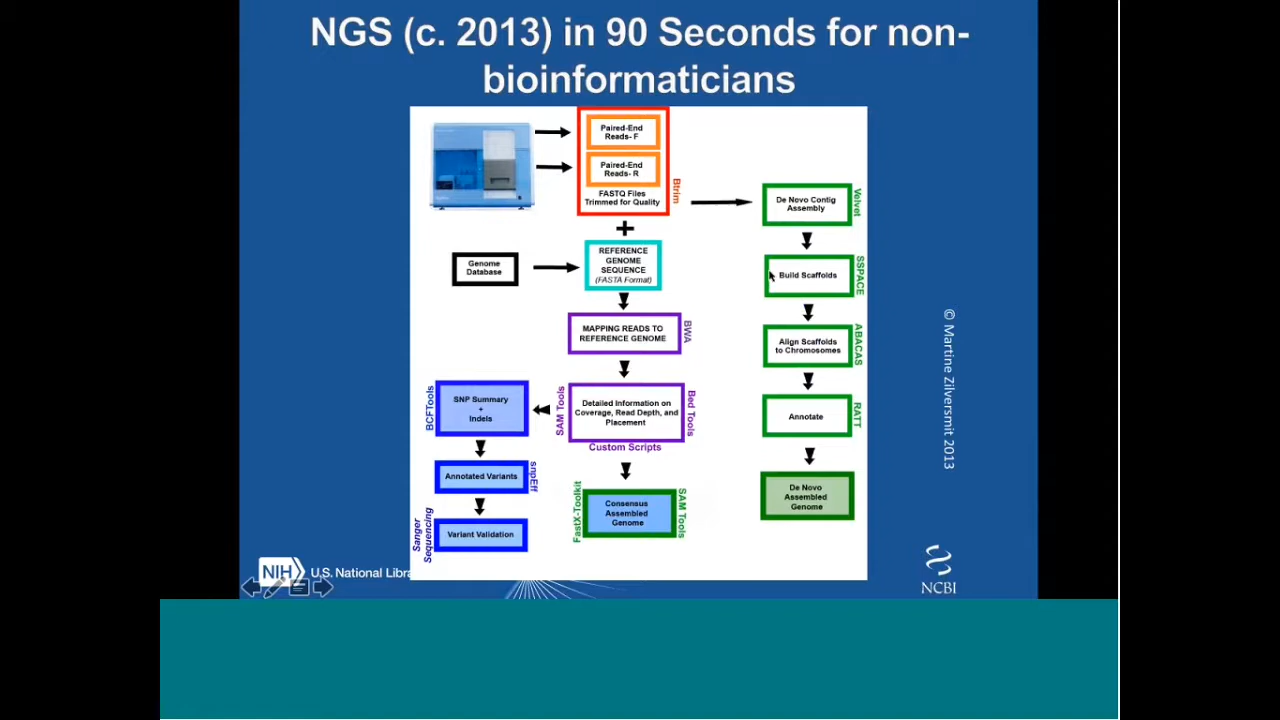 NGS (c. 2013) in 90 Seconds for non-
bioinformaticians
Paired-End
Reads- F
Paired-End
Reads- R
FASTQ Files
Trimmed for Quality
Btrim
Genome
Database
REFERENCE
GENOME
SEQUENCE
(FASTA Format)
MAPPING READS TO
REFERENCE GENOME
BWA
SAM Tools
Detailed Information on
Coverage, Read Depth, and
Placement
Bed Tools
Custom Scripts
BCFTools
SNP Summary
+
Indels
Annotated Variants
snpEff
Sanger
Sequencing
Variant Validation
FastX-Toolkit
Consensus
Assembled
Genome
SAM Tools
De Novo Contig
Assembly
Velvet
Build Scaffolds
SSPACE
Align Scaffolds
to Chromosomes
ABACAS
Annotate
RATT
De Novo
Assembled
Genome
© Martine Zilversmit 2013
NIH
U.S. National Libra
NCBI